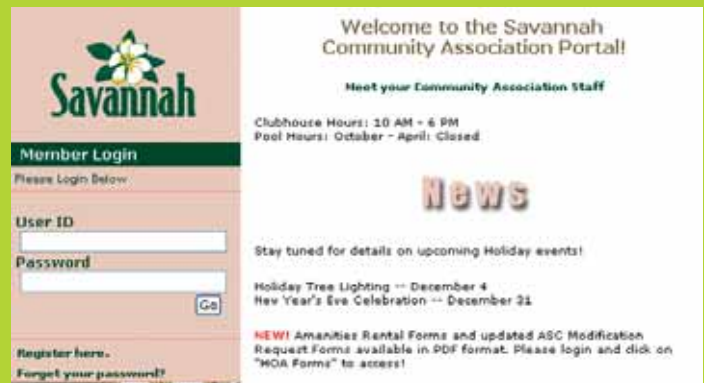 Savannah
Member Login
Please Login Below
User ID
Password
Go
Register here.
Forget your password?
Welcome to the Savannah
Community Association Portal!
Meet your Community Association Staff
Clubhouse Hours: 10 AM - 6 PM
Pool Hours: October - April: Closed
News
Stay tuned for details on upcoming Holiday events!
Holiday Tree Lighting -- December 4
New Year's Eve Celebration -- December 31
NEW! Amenities Rental Forms and updated ASC Modification
Request Forms available in PDF format. Please login and click on
"HOA Forms" to access!